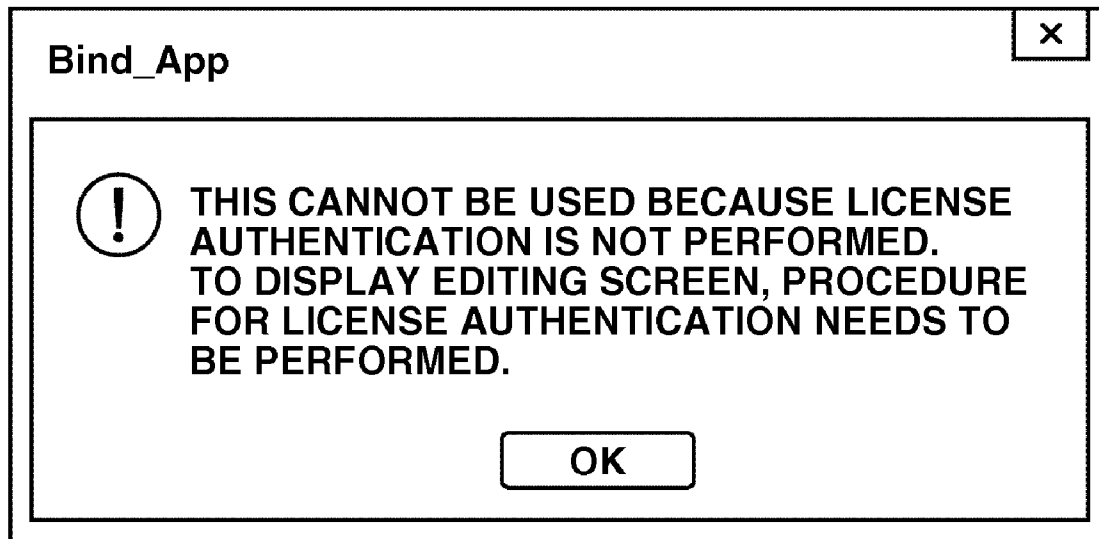 Bind_App
×
THIS CANNOT BE USED BECAUSE LICENSE
AUTHENTICATION IS NOT PERFORMED.
TO DISPLAY EDITING SCREEN, PROCEDURE
FOR LICENSE AUTHENTICATION NEEDS TO
BE PERFORMED.
OK